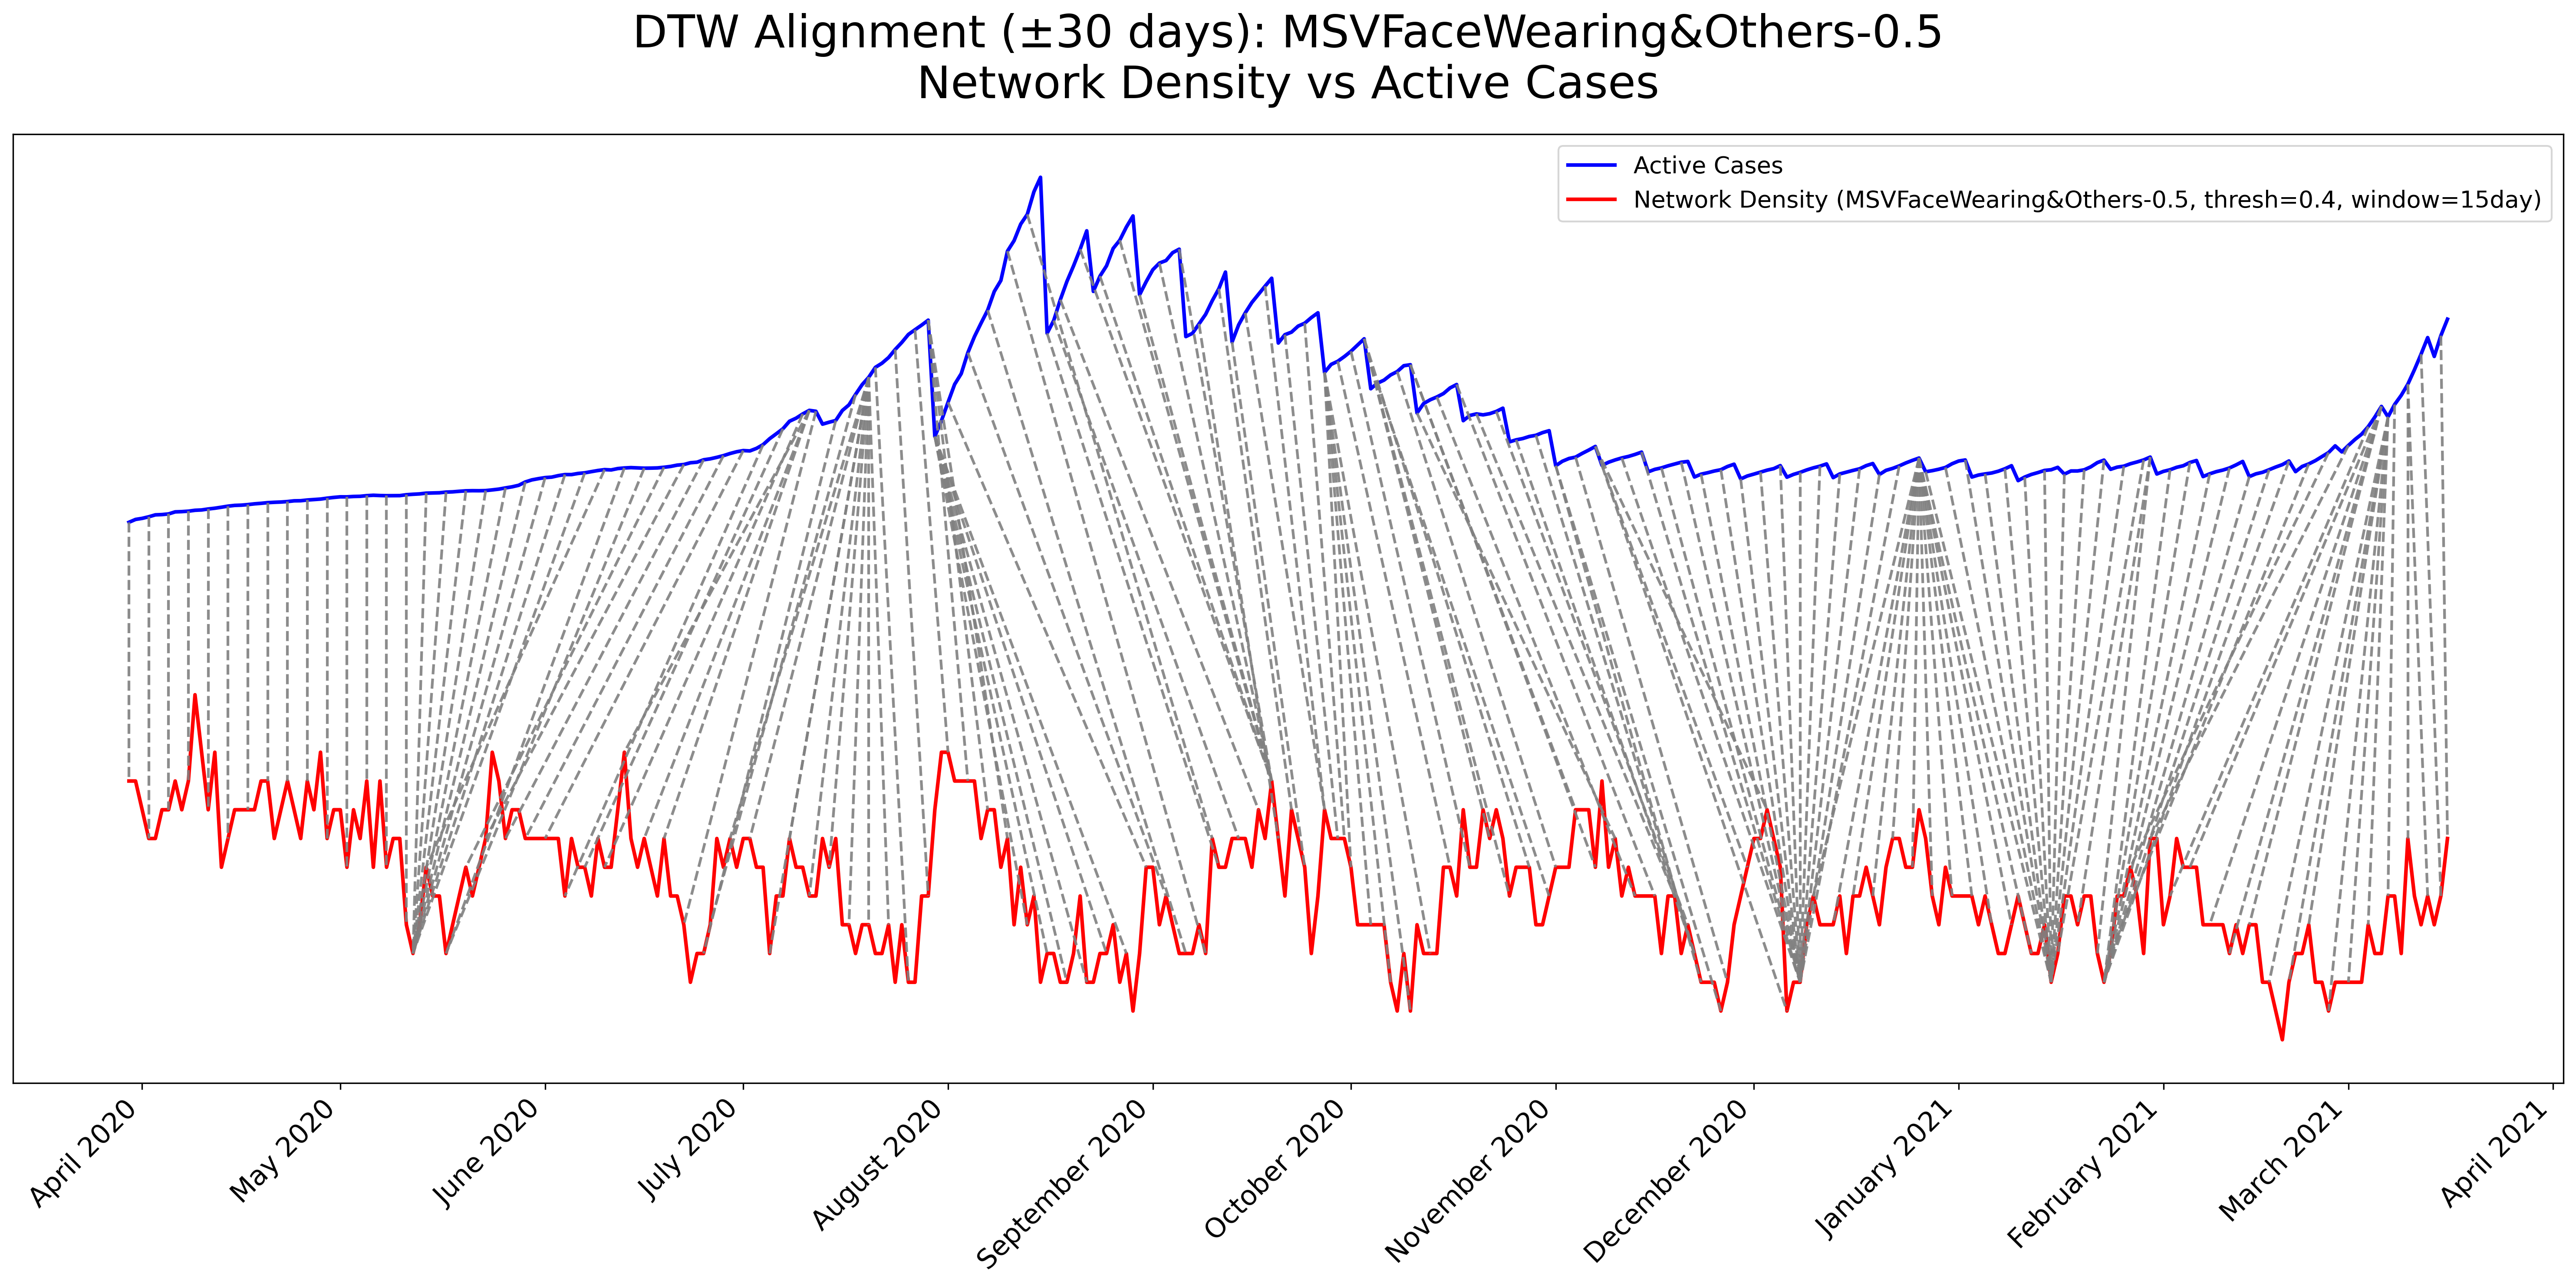 DTW Alignment (±30 days): MSVFaceWearing&Others-0.5
Network Density vs Active Cases
Active Cases
Network Density (MSVFaceWearing&Others-0.5, thresh=0.4, window=15day)
April 2020
May 2020
June 2020
July 2020
August 2020
September 2020
October 2020
November 2020
December 2020
January 2021
February 2021
March 2021
April 2021